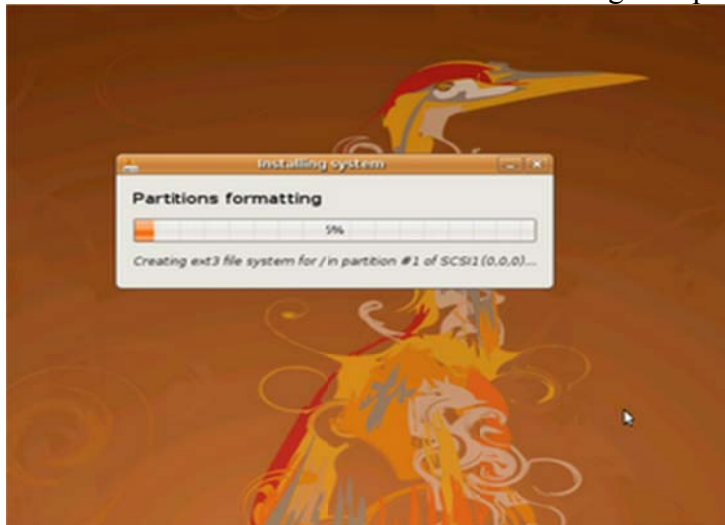 Installing system
Partitions formatting
5%
Creating ext3 file system for / in partition #1 of SCSI1 (0,0,0)...